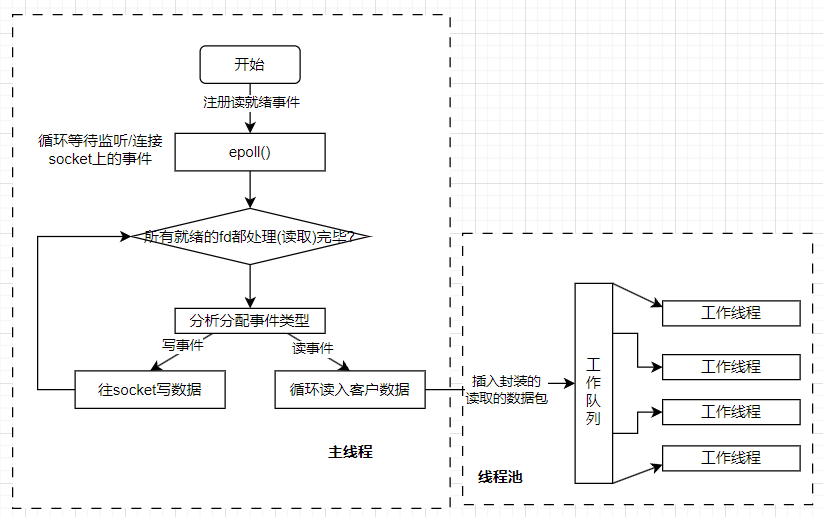 开始
注册读就绪事件
循环等待监听/连接
socket上的事件
epoll()
所有就绪的fd都处理(读取)完毕?
分析分配事件类型
写事件
读事件
往socket写数据
循环读入客户数据
主线程
插入封装的
读取的数据包
工
作
队
列
工作线程
工作线程
工作线程
工作线程
线程池